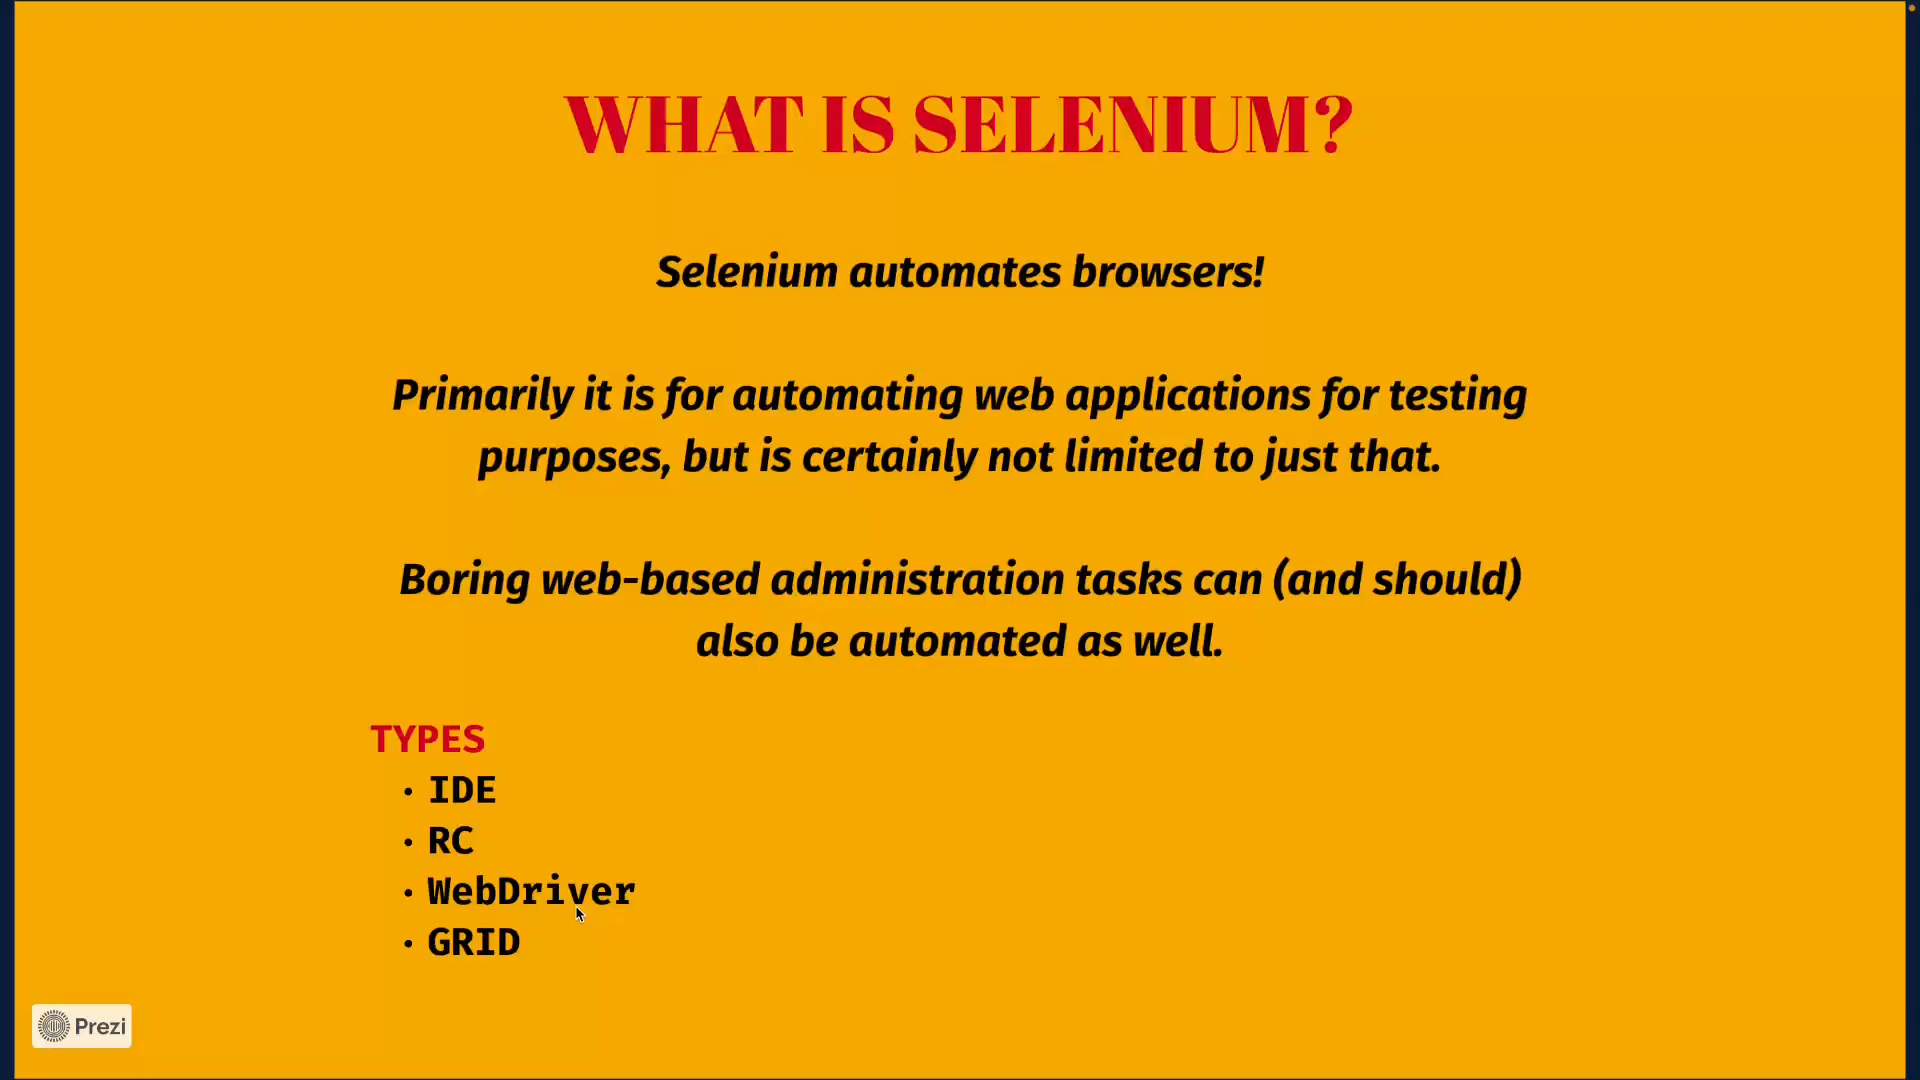 WHAT IS SELENIUM?
Selenium automates browsers!
Primarily it is for automating web applications for testing
purposes, but is certainly not limited to just that.
Boring web-based administration tasks can (and should)
also be automated as well.
TYPES
• IDE
• RC
• WebDriver
• GRID
Prezi